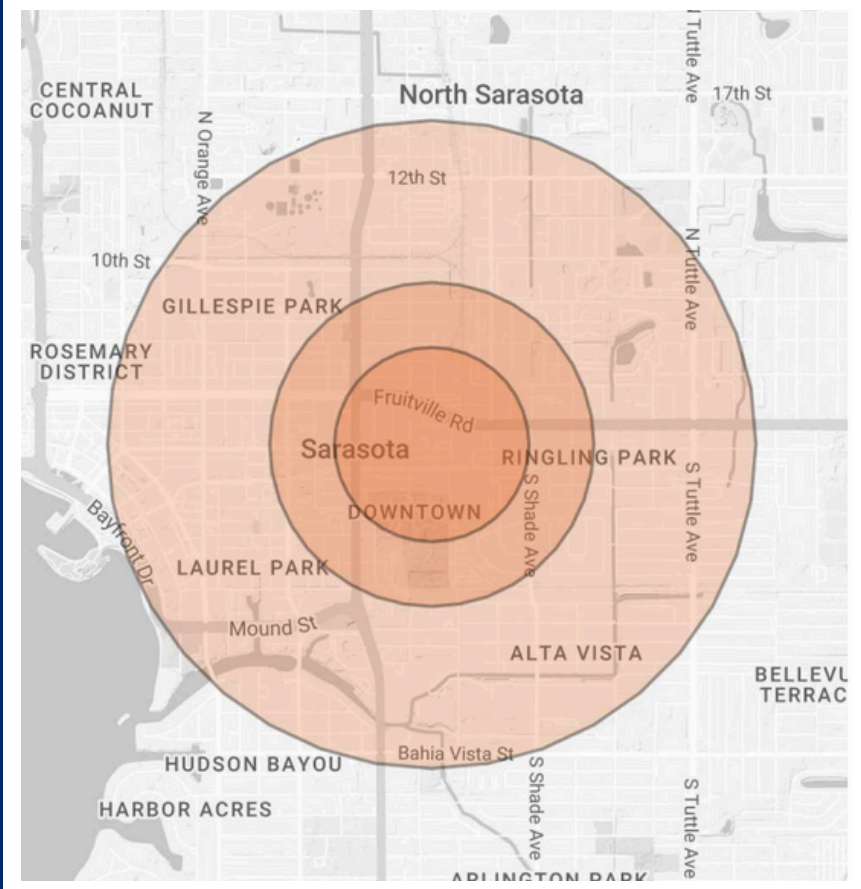 N Tuttle Ave
CENTRAL
COCOANUT
North Sarasota
17th St
N Orange Ave
12th St
10th St
N Tuttle Ave
GILLESPIE PARK
ROSEMARY
DISTRICT
Fruitville Rd
Sarasota
RINGLING PARK
S Shade Ave
S Tuttle Ave
DOWNTOWN
Bayfront Dr
LAUREL PARK
Mound St
ALTA VISTA
BELLEVU
TERRAC
Bahia Vista St
HUDSON BAYOU
S Shade Ave
S Tuttle Ave
HARBOR ACRES
ARLINGTON PARK